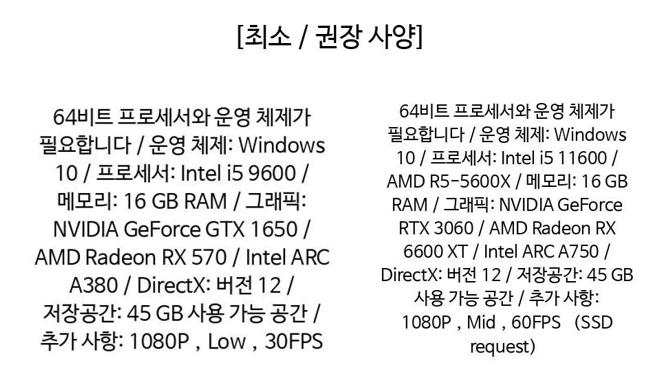 [최소 / 권장 사양]
64비트 프로세서와 운영 체제가
필요합니다 / 운영 체제: Windows
10 / 프로세서: Intel i5 9600 /
메모리: 16 GB RAM / 그래픽:
NVIDIA GeForce GTX 1650 /
AMD Radeon RX 570 / Intel ARC
A380 / DirectX: 버전 12 /
저장공간: 45 GB 사용 가능 공간 /
추가 사항: 1080P , Low , 30FPS
64비트 프로세서와 운영 체제가
필요합니다 / 운영 체제: Windows
10 / 프로세서: Intel i5 11600 /
AMD R5-5600X / 메모리: 16 GB
RAM / 그래픽: NVIDIA GeForce
RTX 3060 / AMD Radeon RX
6600 XT / Intel ARC A750 /
DirectX: 버전 12 / 저장공간: 45 GB
사용 가능 공간 / 추가 사항:
1080P , Mid , 60FPS (SSD
request)